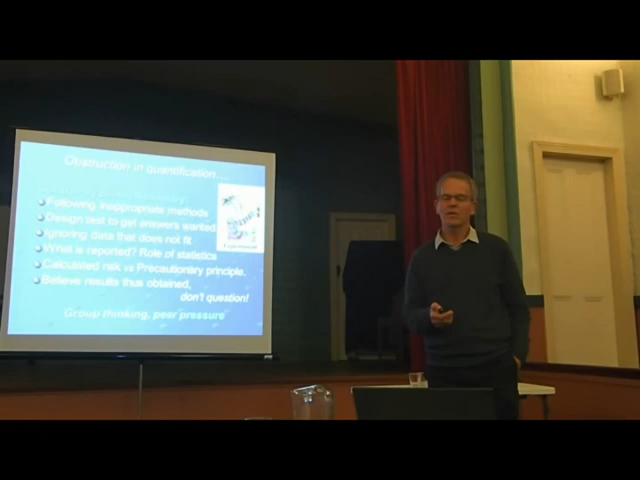 Obstruction in quantification...
Following inappropriate methods
Design test to get answers wanted
Ignoring data that does not fit
What is reported? Role of statistics
Calculated risk vs Precautionary principle.
Believe results thus obtained,
don't question!
Group thinking, peer pressure